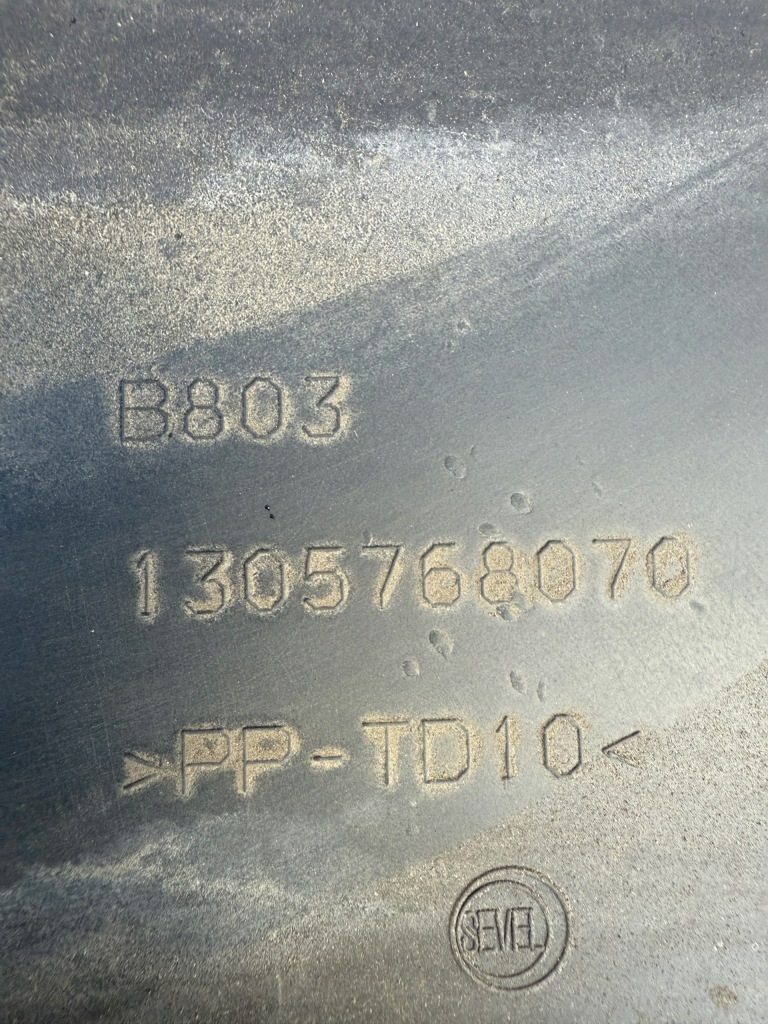 B803
1305768070
>PP-TD10<
SEVEL